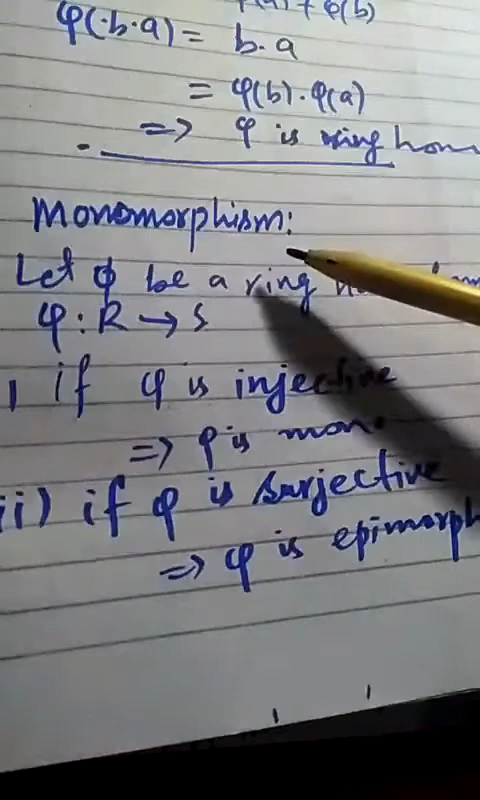 φ(b)
φ(b·a) = b·a
= φ(b)·φ(a)
=> φ is ring hom
Monomorphism:
Let φ be a ring
φ : R → S
if φ is injective
=> φ is mono
ii) if φ is surjective
=> φ is epimorph